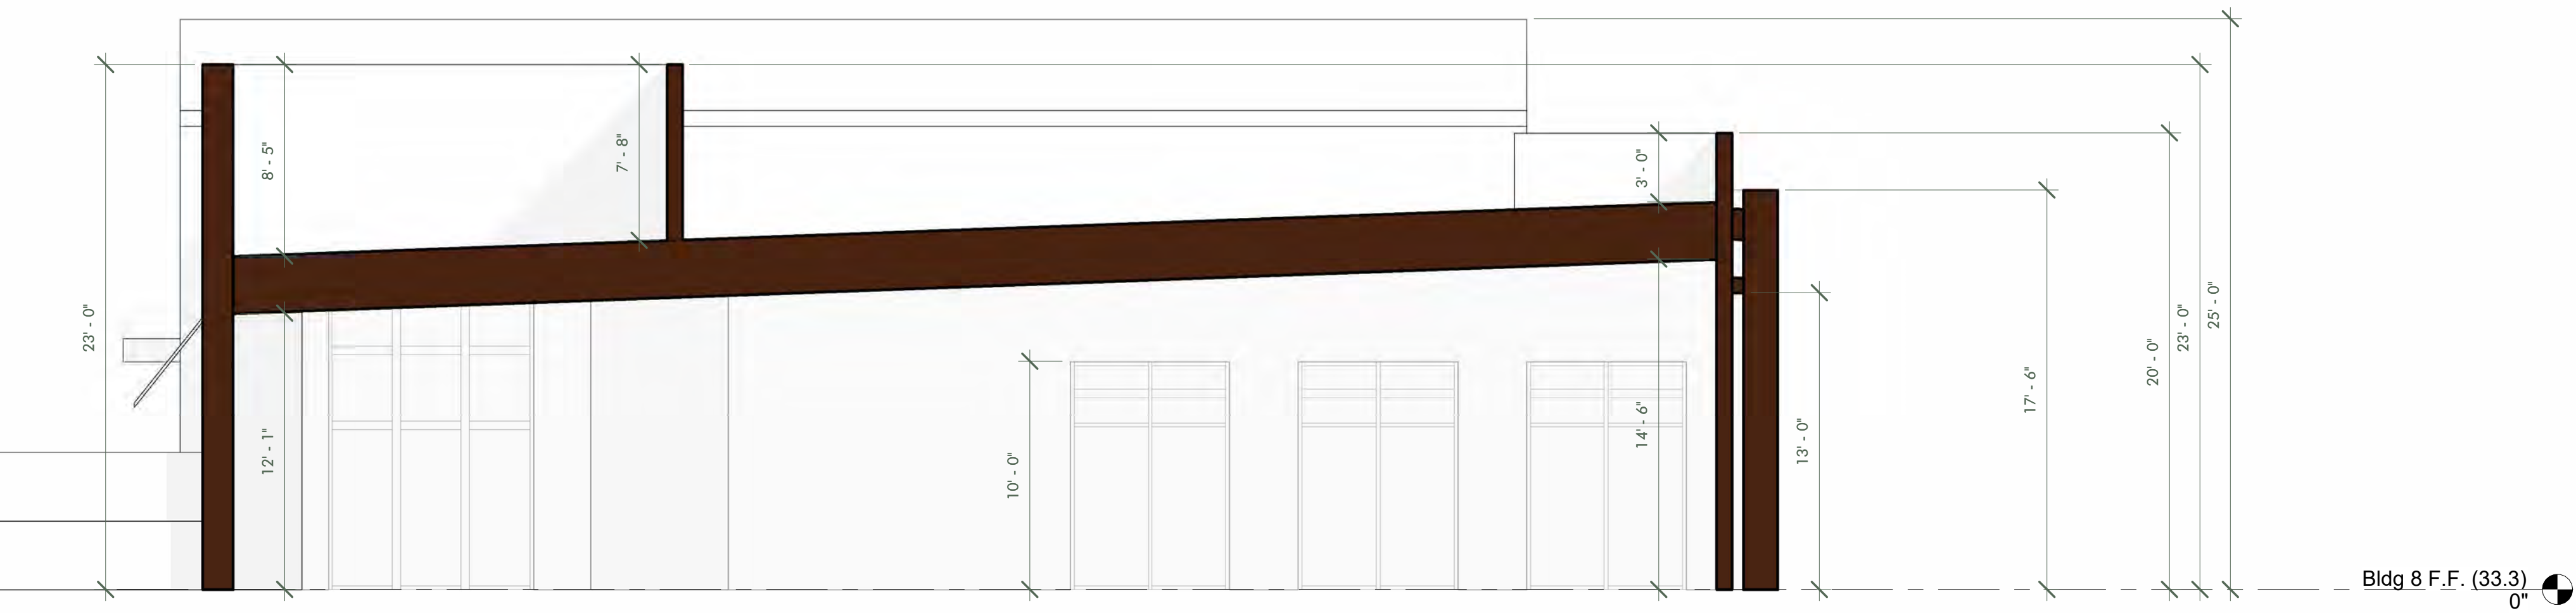 23' - 0"
8' - 5"
12' - 1"
7' - 8"
10' - 0"
3' - 0"
14' - 6"
13' - 0"
17' - 6"
20' - 0"
23' - 0"
25' - 0"
Bldg 8 F.F. (33.3)
0"